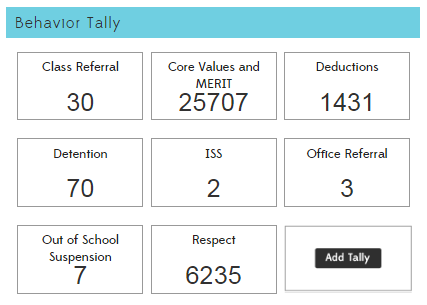 Behavior Tally
Class Referral
30
Core Values and
MERIT
25707
Deductions
1431
Detention
70
ISS
2
Office Referral
3
Out of School
Suspension
7
Respect
6235
Add Tally